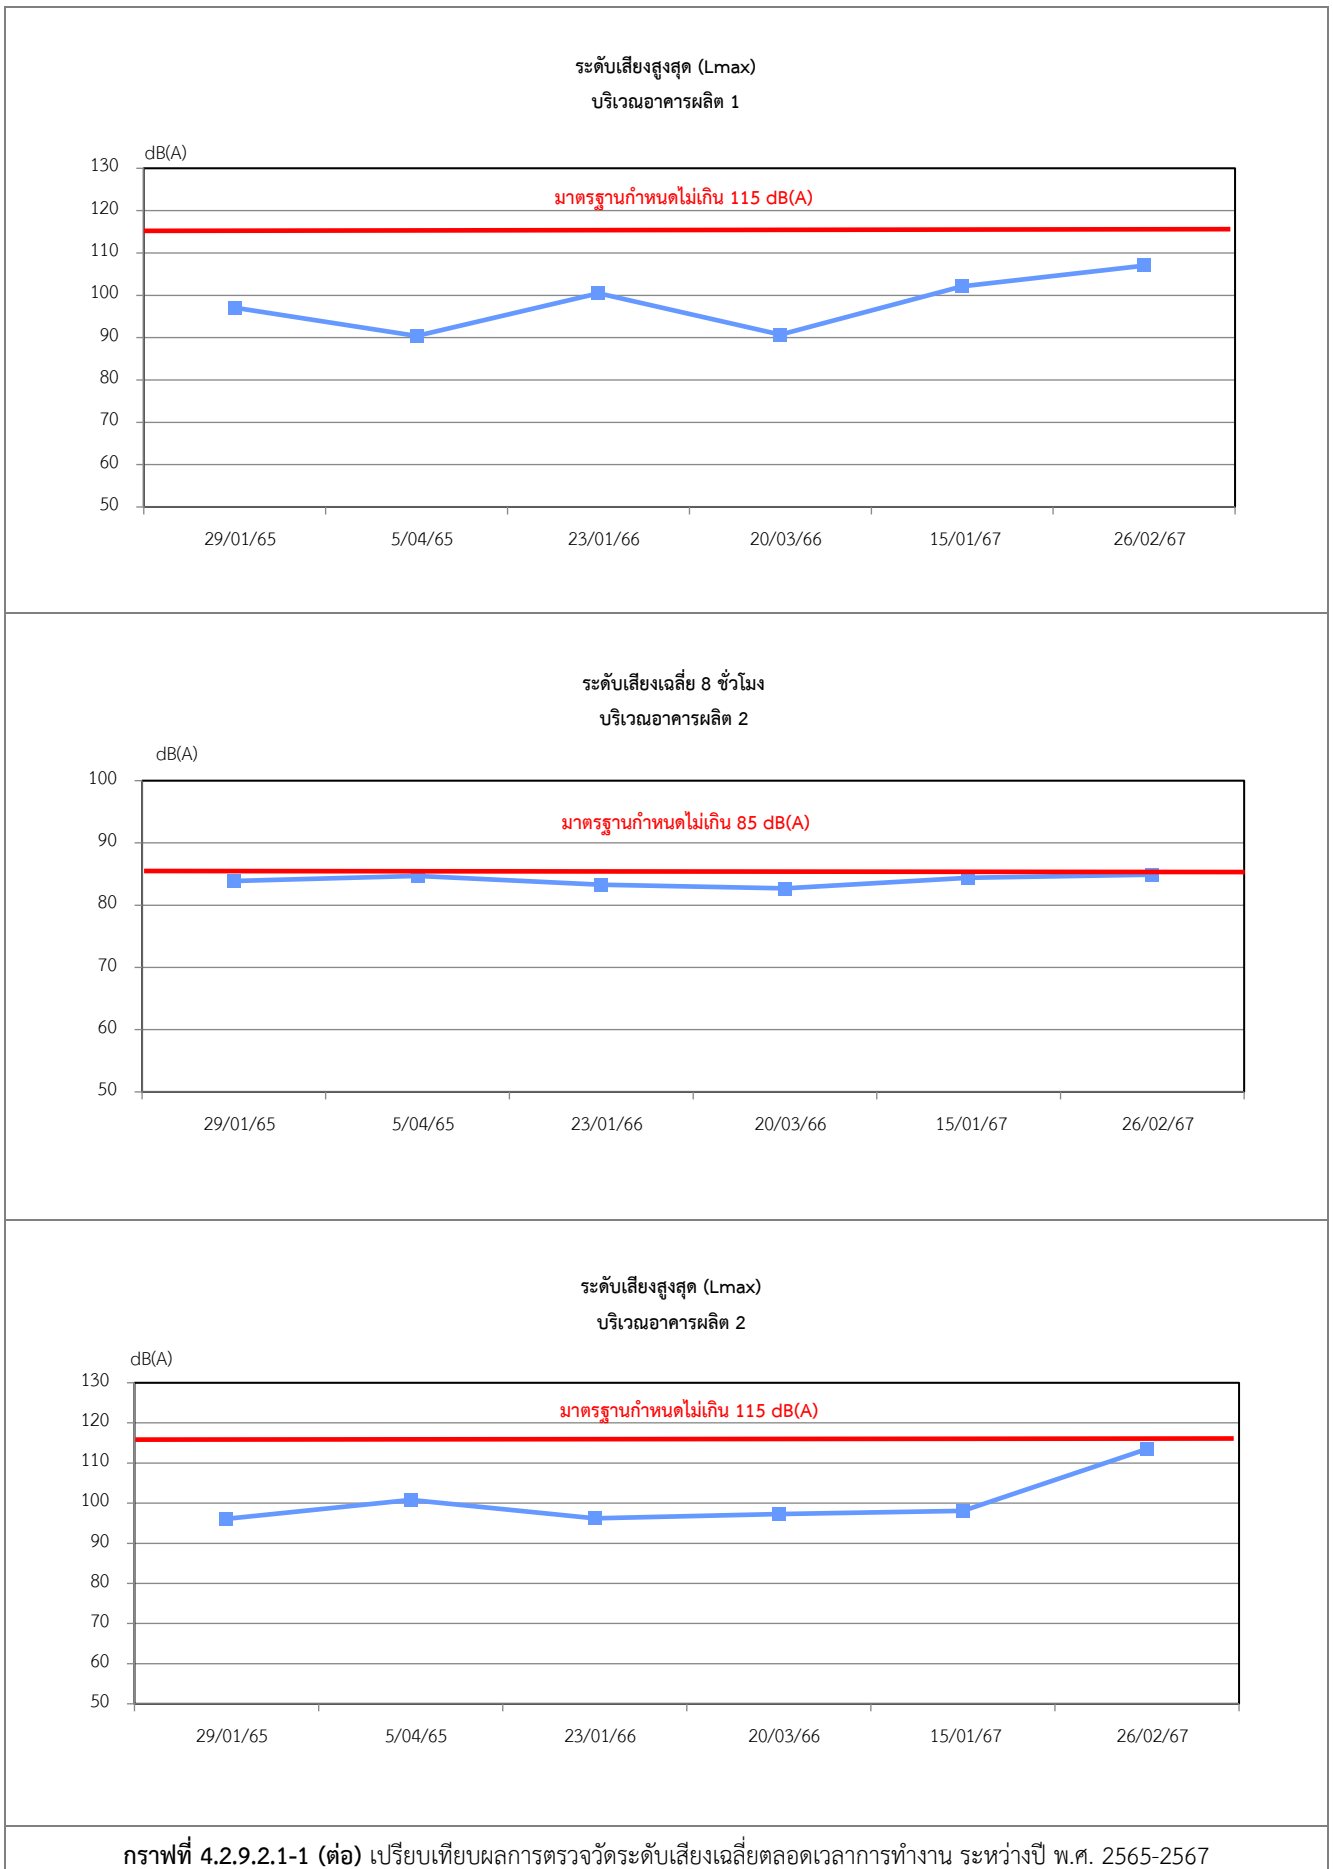 ระดับเสียงสูงสุด (Lmax)
บริเวณอาคารผลิต 1
dB(A)
130
มาตรฐานกำหนดไม่เกิน 115 dB(A)
120
110
100
90
80
70
60
50
29/01/65 5/04/65 23/01/66 20/03/66 15/01/67 26/02/67
ระดับเสียงเฉลี่ย 8 ชั่วโมง
บริเวณอาคารผลิต 2
dB(A)
100
มาตรฐานกำหนดไม่เกิน 85 dB(A)
90
80
70
60
50
29/01/65 5/04/65 23/01/66 20/03/66 15/01/67 26/02/67
ระดับเสียงสูงสุด (Lmax)
บริเวณอาคารผลิต 2
dB(A)
130
มาตรฐานกำหนดไม่เกิน 115 dB(A)
120
110
100
90
80
70
60
50
29/01/65 5/04/65 23/01/66 20/03/66 15/01/67 26/02/67
กราฟที่ 4.2.9.2.1-1 (ต่อ) เปรียบเทียบผลการตรวจวัดระดับเสียงเฉลี่ยตลอดเวลาการทำงาน ระหว่างปี พ.ศ. 2565-2567